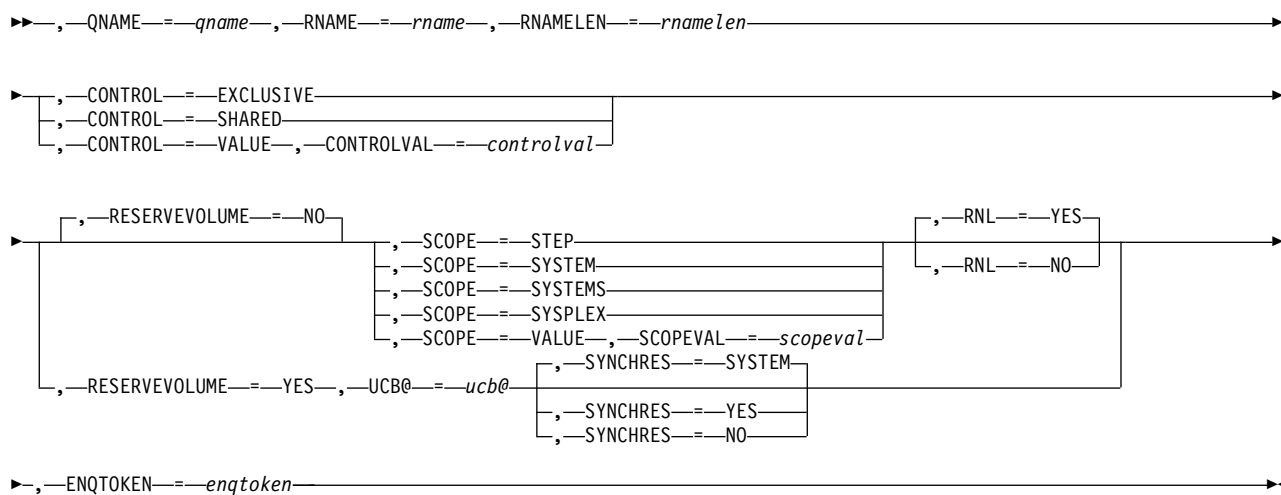 ,—QNAME—=—qname—,—RNAME—=—rname—,—RNAMELEN—=—rnamelen
,—CONTROL—=—EXCLUSIVE
,—CONTROL—=—SHARED
,—CONTROL—=—VALUE—,—CONTROLVAL—=—controlval
,—RESERVEVOLUME—=—NO
,—SCOPE—=—STEP
,—SCOPE—=—SYSTEM
,—SCOPE—=—SYSTEMS
,—SCOPE—=—SYSPLEX
,—SCOPE—=—VALUE—,—SCOPEVAL—=—scopeval
,—RNL—=—YES
,—RNL—=—NO
,—RESERVEVOLUME—=—YES—,—UCB@—=—ucb@
,—SYNCHRES—=—SYSTEM
,—SYNCHRES—=—YES
,—SYNCHRES—=—NO
,—ENQTOKEN—=—enqtoken